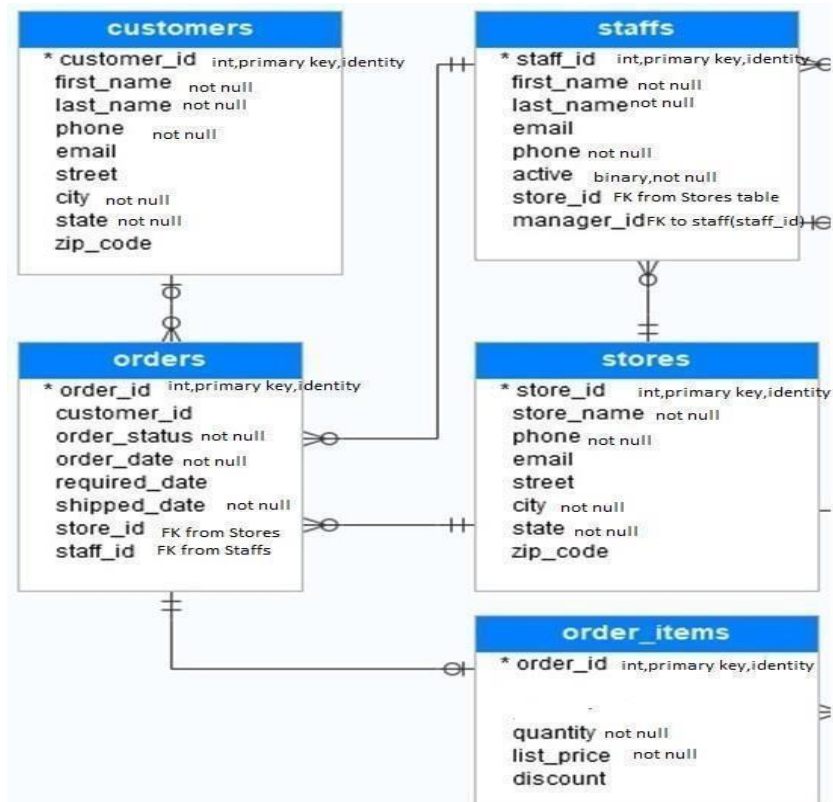 customers
* customer_id int,primary key,identity
first_name not null
last_name not null
phone not null
email
street
city not null
state not null
zip_code
staffs
* staff_id int,primary key,identity
first_name not null
last_name not null
email
phone not null
active binary,not null
store_id FK from Stores table
manager_id FK to staff(staff_id)
orders
* order_id int,primary key,identity
customer_id
order_status not null
order_date not null
required_date
shipped_date not null
store_id FK from Stores
staff_id FK from Staffs
stores
* store_id int,primary key,identity
store_name not null
phone not null
email
street
city not null
state not null
zip_code
order_items
* order_id int,primary key,identity
quantity not null
list_price not null
discount